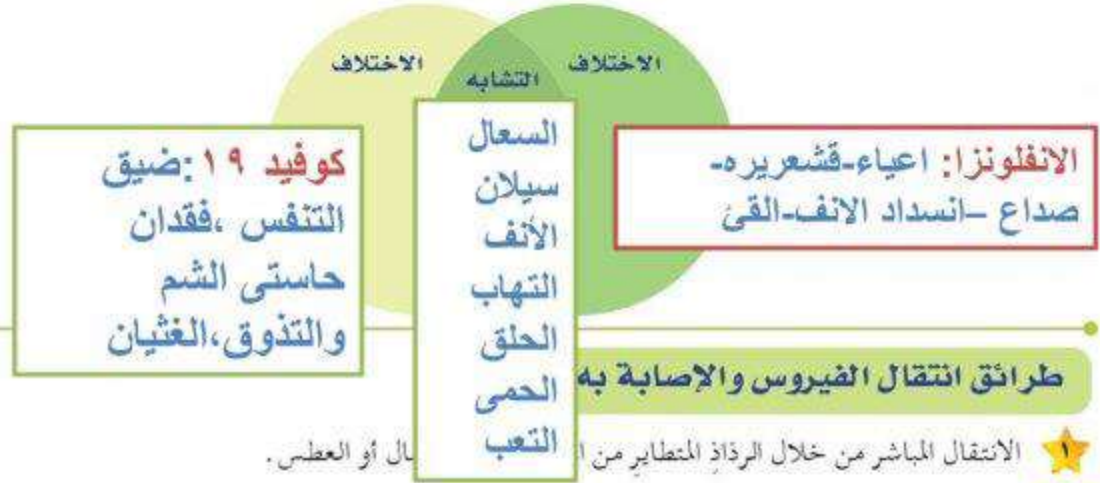 الاختلاف
التشابه
الاختلاف
الانفلونزا: اعياء-قشعريره-
صداع –انسداد الانف-القئ
السعال
سيلان
الأنف
التهاب
الحلق
الحمى
التعب
كوفيد ١٩ :ضيق
التنفس ،فقدان
حاستى الشم
والتذوق،الغثيان
طرائق انتقال الفيروس والاصابة به
١ الانتقال المباشر من خلال الرذاذِ المتطايرِ من أو العطس .